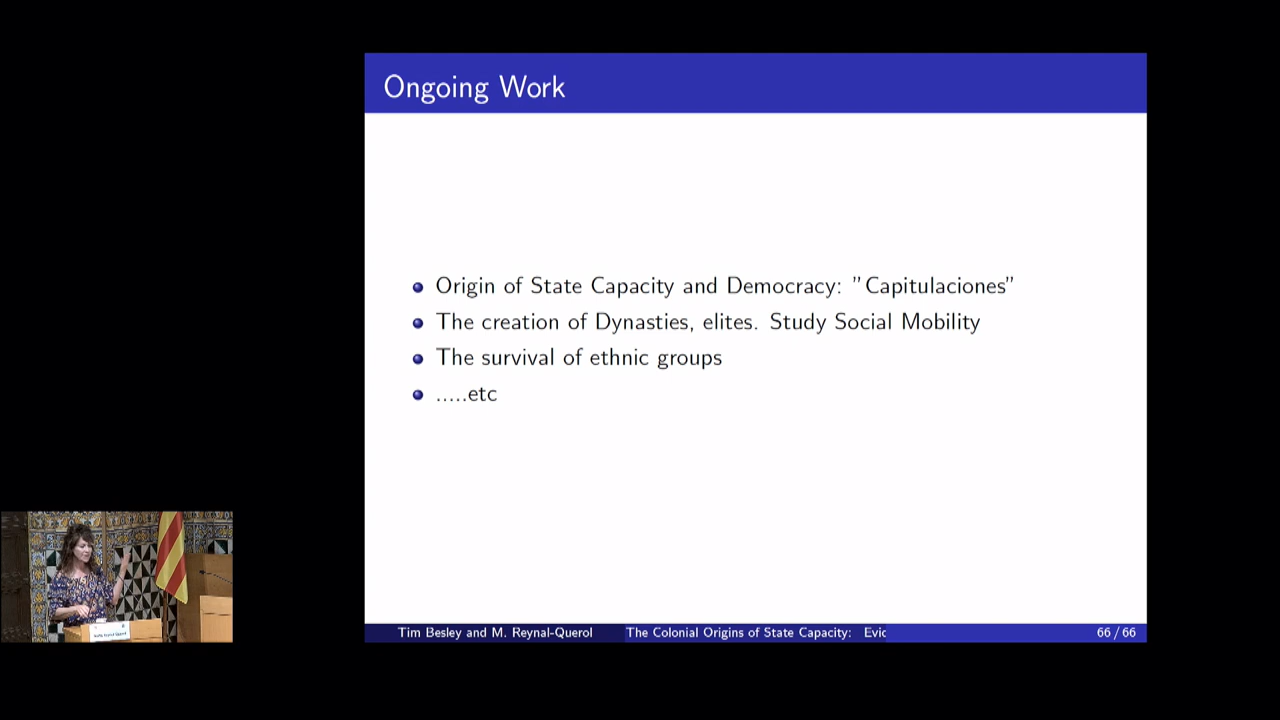 Ongoing Work
Origin of State Capacity and Democracy: ”Capitulaciones”
The creation of Dynasties, elites. Study Social Mobility
The survival of ethnic groups
.....etc
Tim Besley and M. Reynal-Querol
The Colonial Origins of State Capacity: Evic
66 / 66